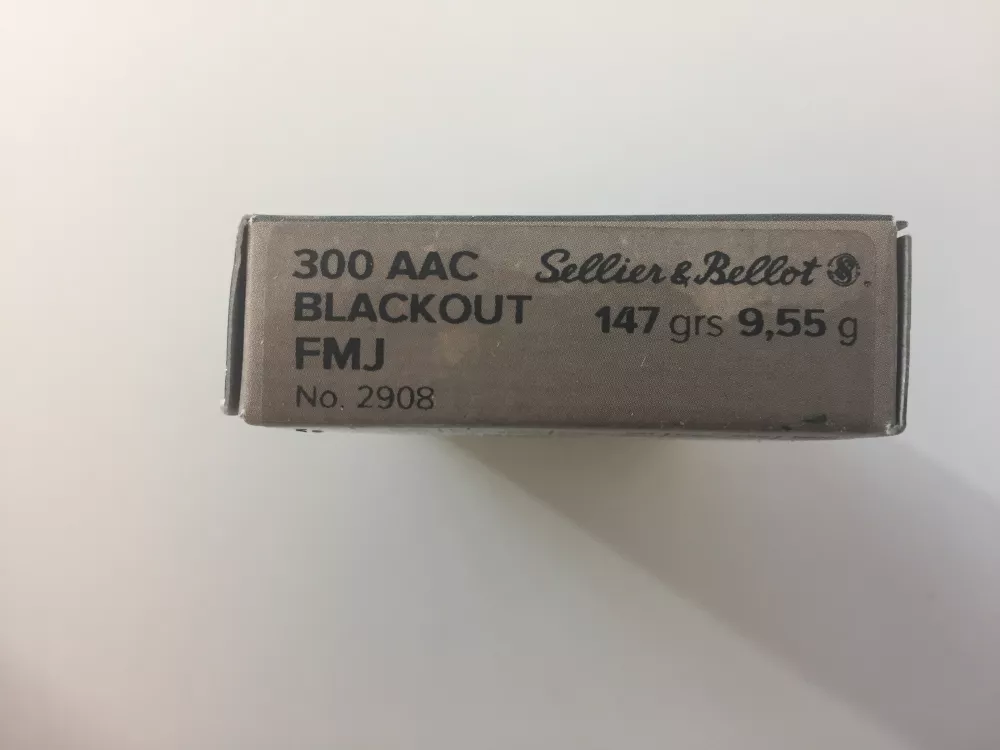 300 AAC
BLACKOUT
FMJ
No. 2908
Sellier & Bellot
147 grs 9,55 g